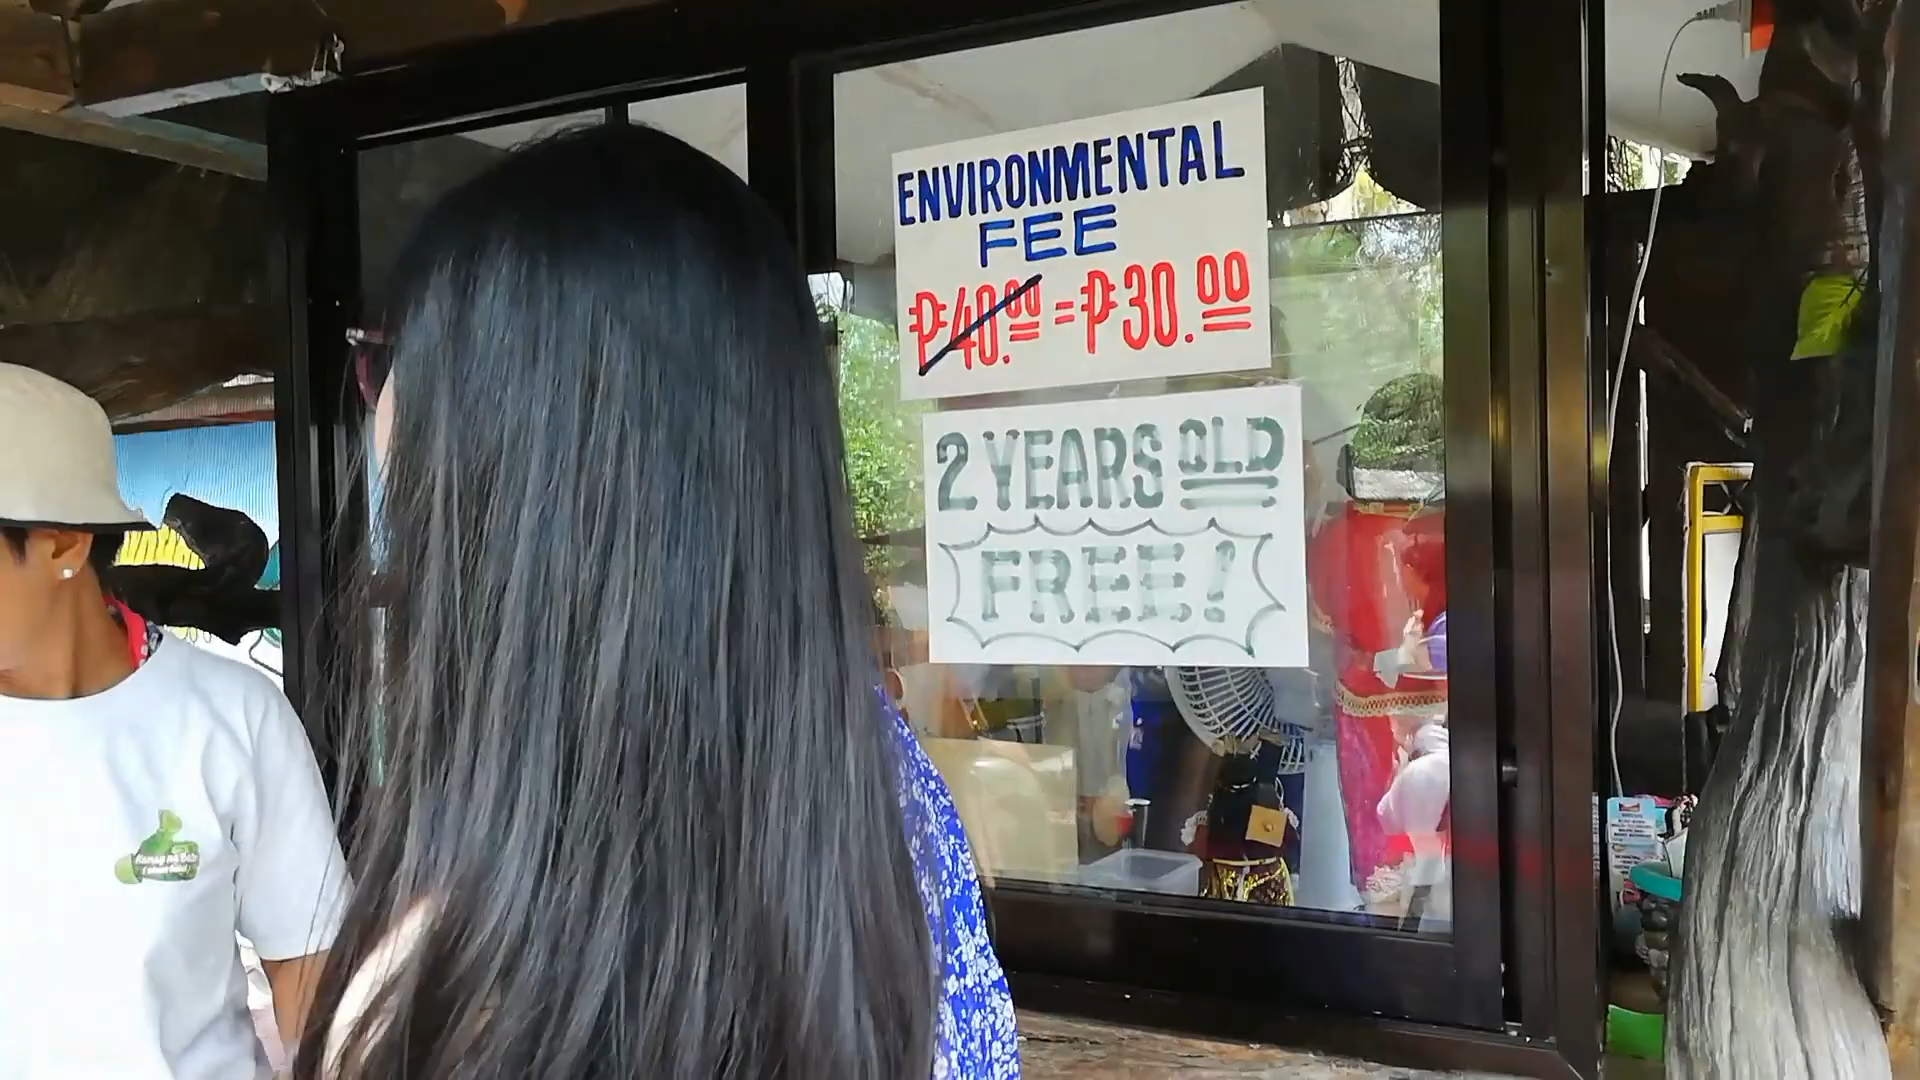 ENVIRONMENTAL
FEE
₱40.00 = ₱30.00
2 YEARS OLD
FREE!